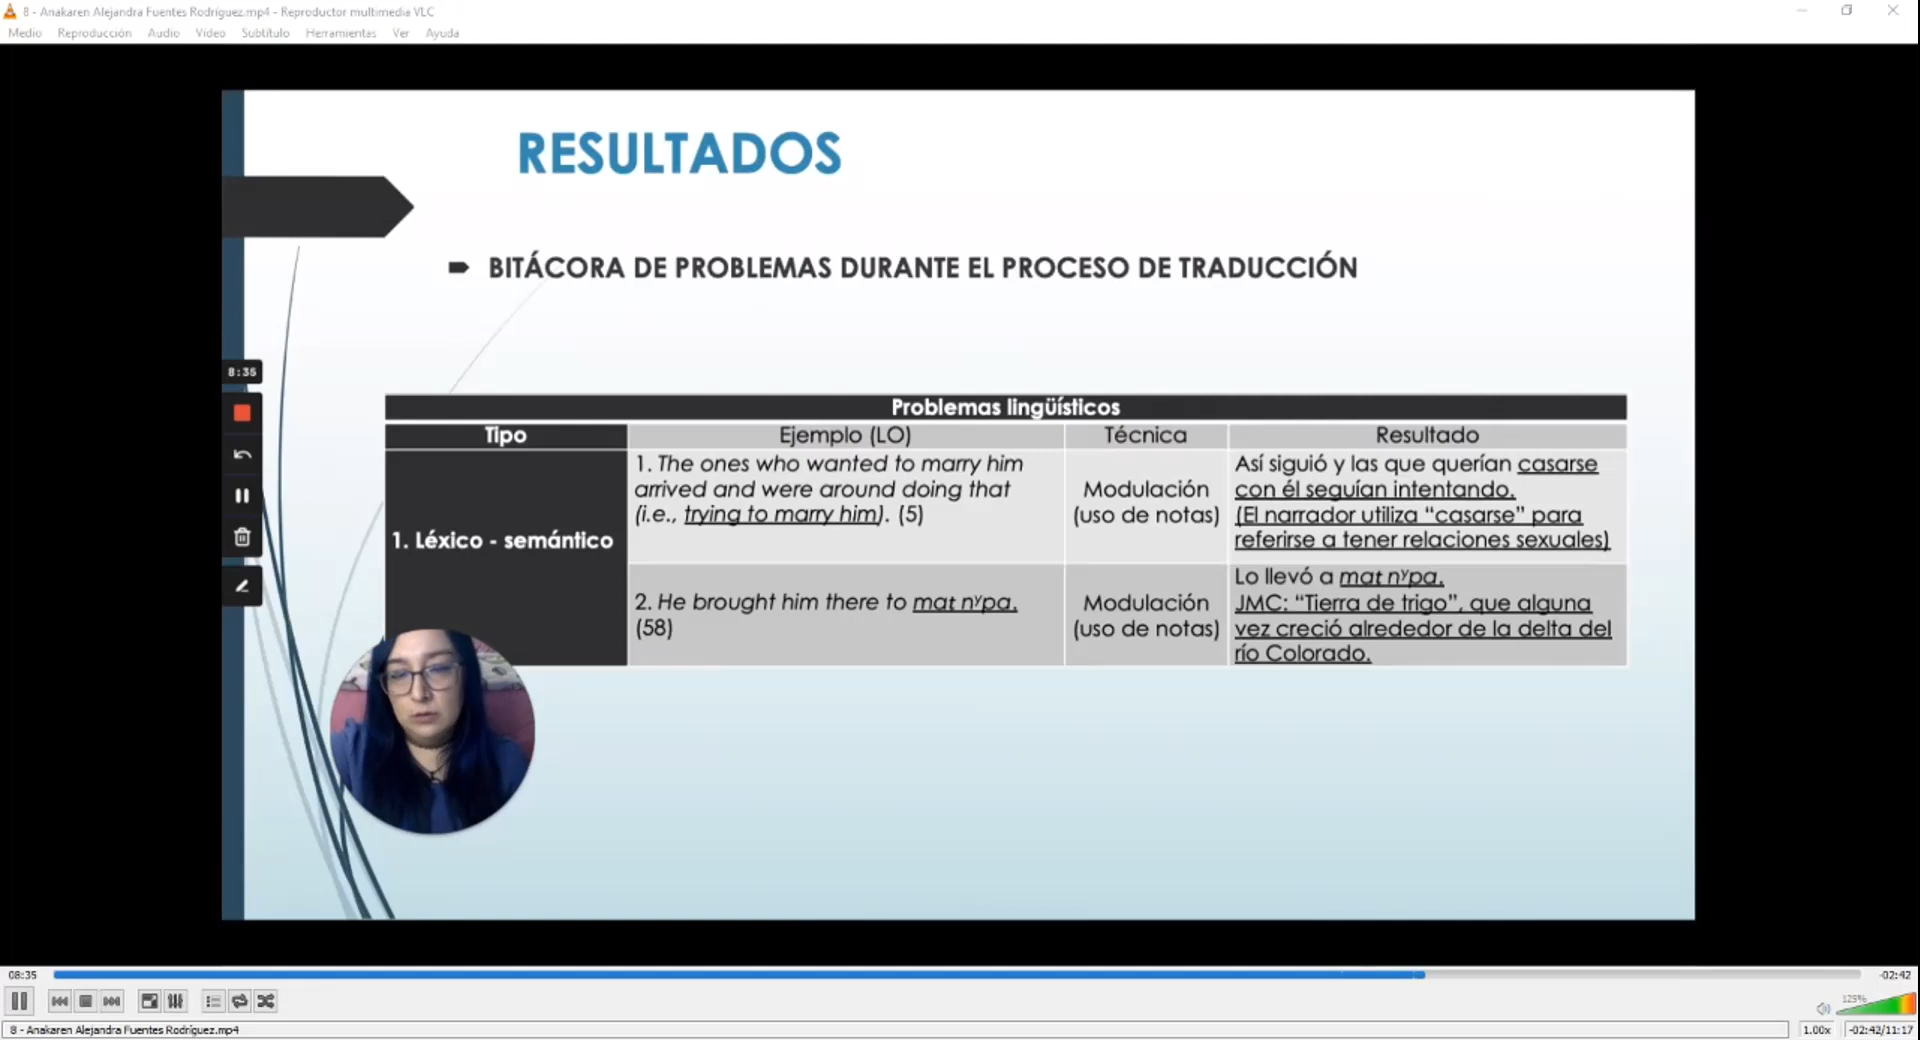 8 - Anakaren Alejandra Fuentes Rodríguez.mp4 - Reproductor multimedia VLC
Medio Reproducción Audio Vídeo Subtítulo Herramientas Ver Ayuda
RESULTADOS
BITÁCORA DE PROBLEMAS DURANTE EL PROCESO DE TRADUCCIÓN
8:35
Problemas lingüísticos
Tipo Ejemplo (LO) Técnica Resultado
1. Léxico - semántico
1. The ones who wanted to marry him
arrived and were around doing that
(i.e., trying to marry him). (5)
Modulación
(uso de notas)
Así siguió y las que querían casarse
con él seguían intentando.
(El narrador utiliza “casarse” para
referirse a tener relaciones sexuales)
2. He brought him there to mat nʸpa.
(58)
Modulación
(uso de notas)
Lo llevó a mat nʸpa.
JMC: “Tierra de trigo”, que alguna
vez creció alrededor de la delta del
río Colorado.
08:35 -02:42
125%
8 - Anakaren Alejandra Fuentes Rodríguez.mp4 1.00x -02:42/11:17